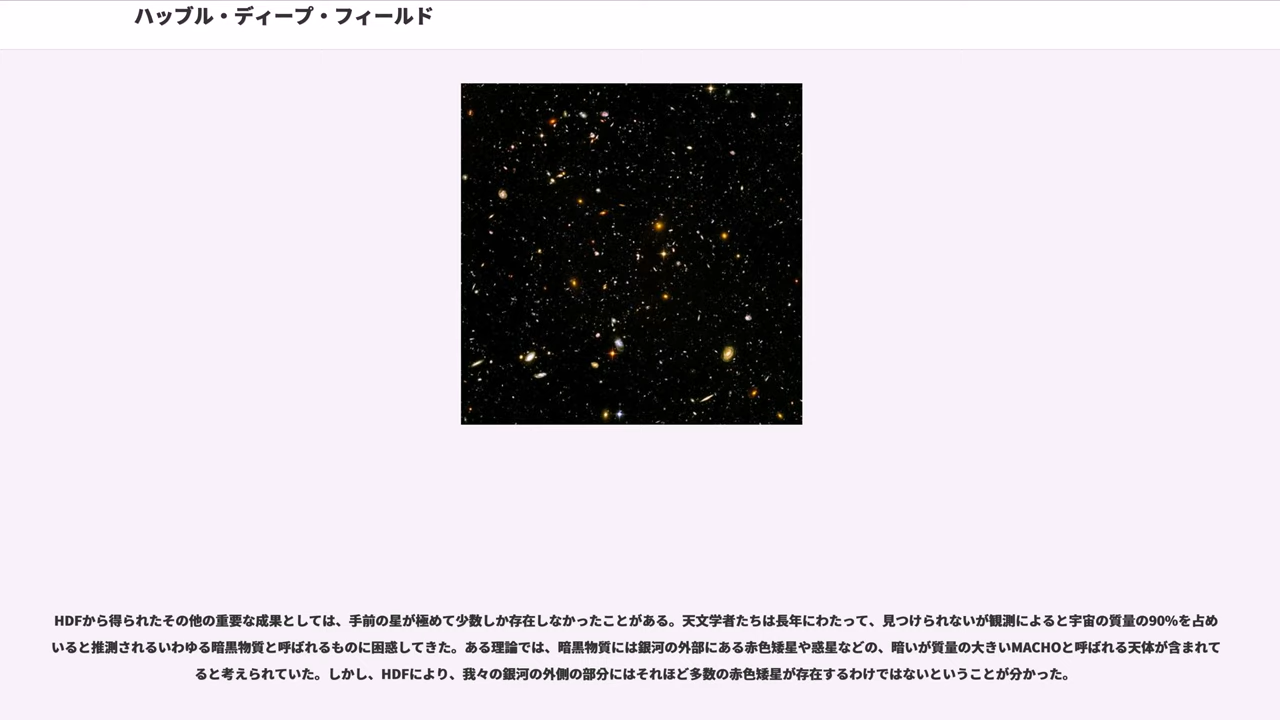 ハッブル・ディープ・フィールド
HDFから得られたその他の重要な成果としては、手前の星が極めて少数しか存在しなかったことがある。天文学者たちは長年にわたって、見つけられないが観測によると宇宙の質量の90%を占め
いると推測されるいわゆる暗黒物質と呼ばれるものに困惑してきた。ある理論では、暗黒物質には銀河の外部にある赤色矮星や惑星などの、暗いが質量の大きいMACHOと呼ばれる天体が含まれて
ると考えられていた。しかし、HDFにより、我々の銀河の外側の部分にはそれほど多数の赤色矮星が存在するわけではないということが分かった。